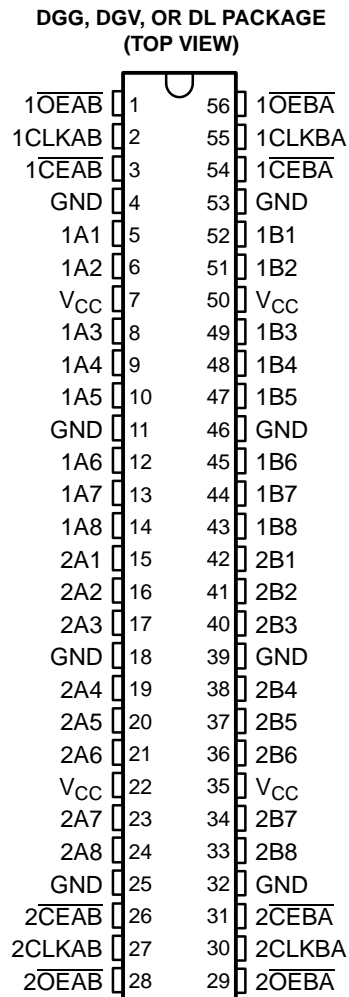 DGG, DGV, OR DL PACKAGE
(TOP VIEW)
1OEAB 1 56 1OEBA
1CLKAB 2 55 1CLKBA
1CEAB 3 54 1CEBA
GND 4 53 GND
1A1 5 52 1B1
1A2 6 51 1B2
VCC 7 50 VCC
1A3 8 49 1B3
1A4 9 48 1B4
1A5 10 47 1B5
GND 11 46 GND
1A6 12 45 1B6
1A7 13 44 1B7
1A8 14 43 1B8
2A1 15 42 2B1
2A2 16 41 2B2
2A3 17 40 2B3
GND 18 39 GND
2A4 19 38 2B4
2A5 20 37 2B5
2A6 21 36 2B6
VCC 22 35 VCC
2A7 23 34 2B7
2A8 24 33 2B8
GND 25 32 GND
2CEAB 26 31 2CEBA
2CLKAB 27 30 2CLKBA
2OEAB 28 29 2OEBA